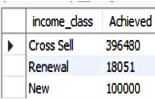 income_class Achieved
Cross Sell 396480
Renewal 18051
New 100000